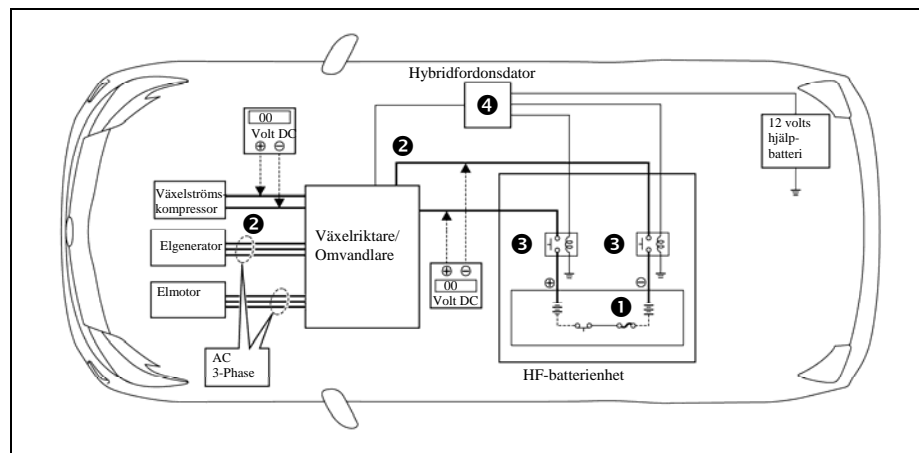 Hybridfordonsdator
❹
00
Volt DC
⊕ ⊖
12 volts
hjälp-
batteri
❷
Växelströms-
kompressor
❷
Elgenerator
Växelriktare/
Omvandlare
❸
❸
Elmotor
⊕ ⊖
00
Volt DC
⊕
⊖
❶
AC
3-Phase
HF-batterienhet